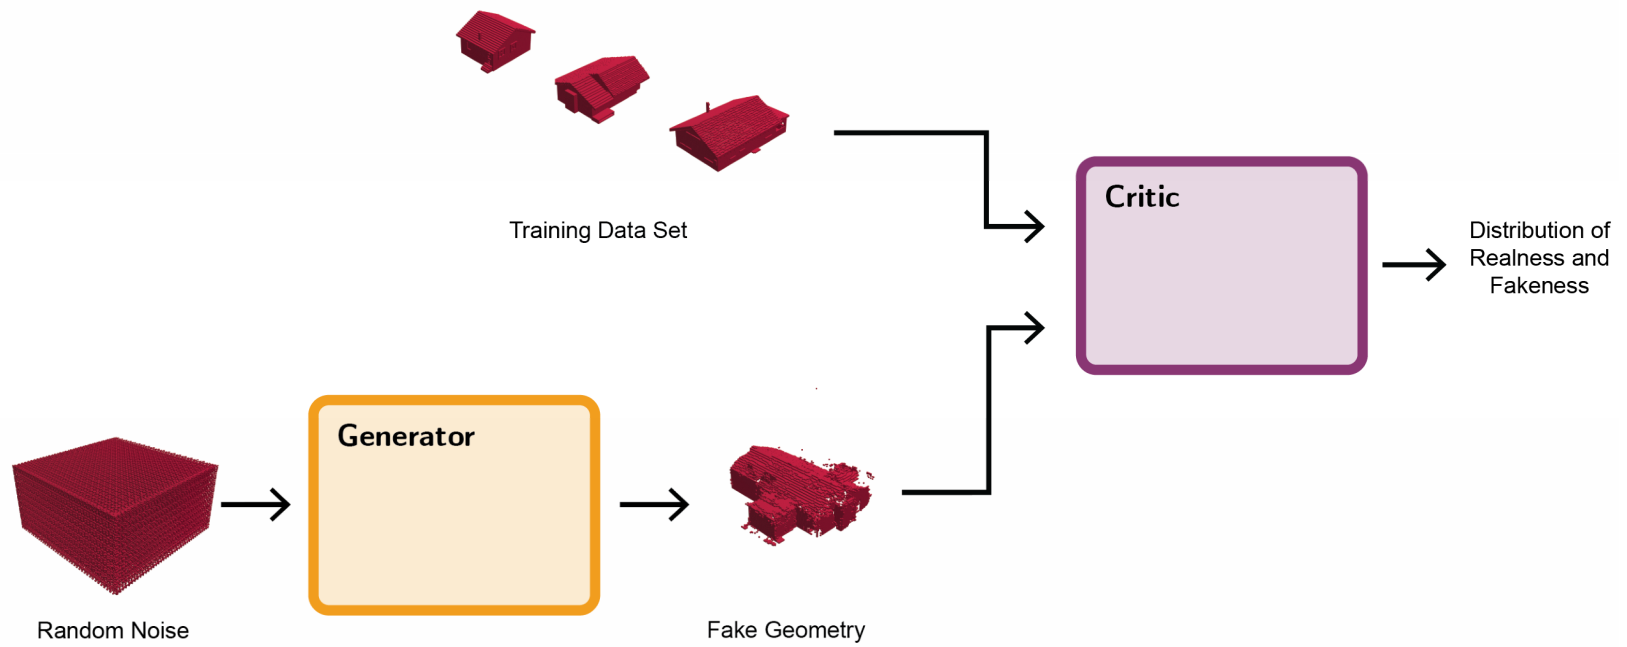 Training Data Set
Critic
Distribution of
Realness and
Fakeness
Generator
Random Noise
Fake Geometry